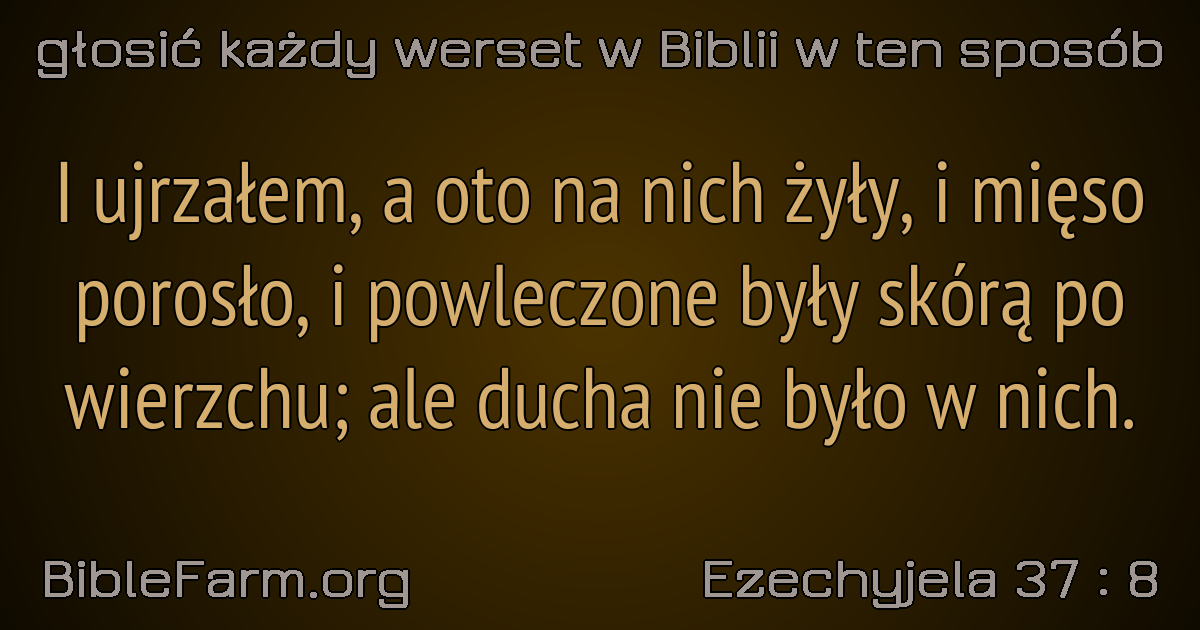 głosić każdy werset w Biblii w ten sposób
I ujrzałem, a oto na nich żyły, i mięso
porosło, i powleczone były skórą po
wierzchu; ale ducha nie było w nich.
BibleFarm.org
Ezechyjela 37 : 8